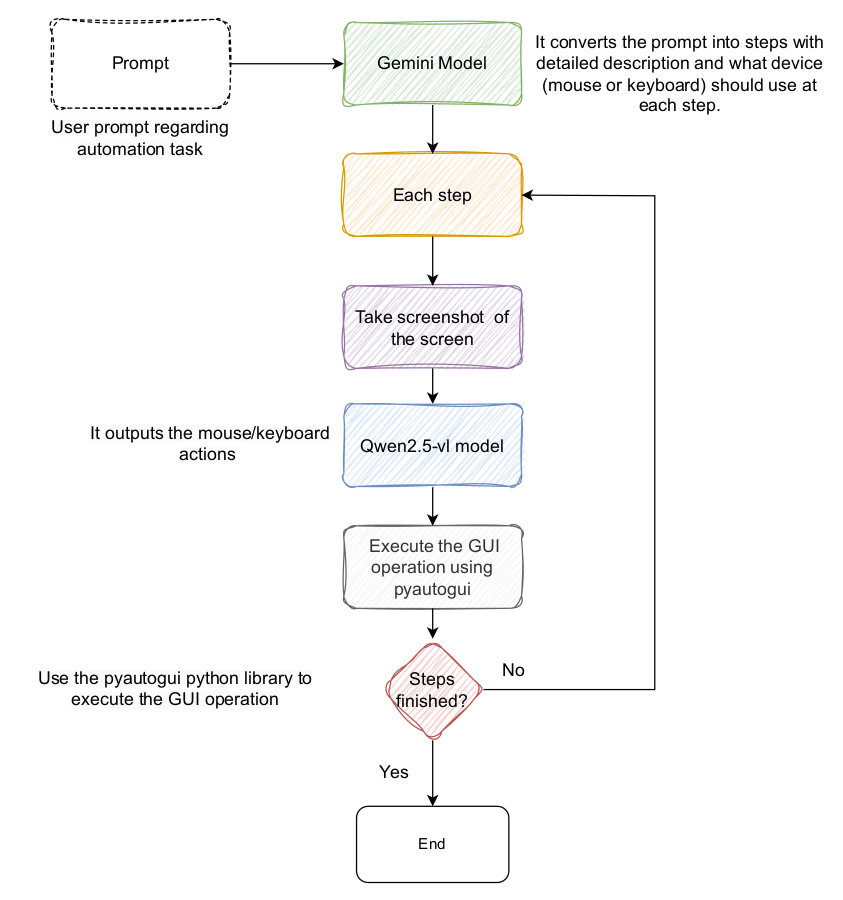 Prompt
User prompt regarding
automation task
Gemini Model
It converts the prompt into steps with
detailed description and what device
(mouse or keyboard) should use at
each step.
Each step
Take screenshot of
the screen
It outputs the mouse/keyboard
actions
Qwen2.5-vl model
Execute the GUI
operation using
pyautogui
Use the pyautogui python library to
execute the GUI operation
Steps
finished?
No
Yes
End